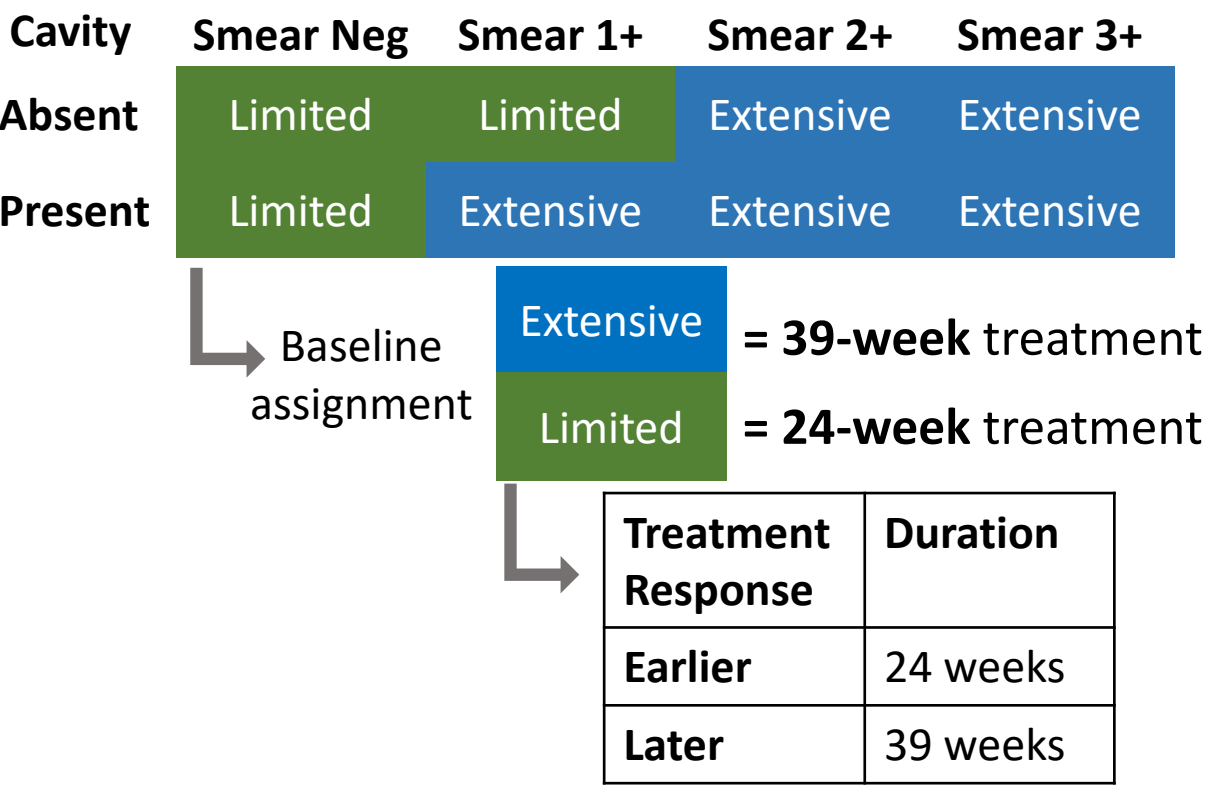 Cavity Smear Neg Smear 1+ Smear 2+ Smear 3+
Absent Limited Limited Extensive Extensive
Present Limited Extensive Extensive Extensive
Baseline
assignment
Extensive = 39-week treatment
Limited = 24-week treatment
Treatment
Response
Duration
Earlier 24 weeks
Later 39 weeks